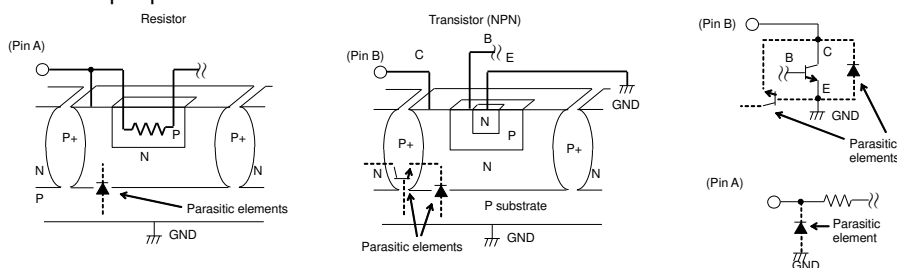 Resistor
(Pin A)
P+
P
P+
N
N
N
P
Parasitic elements
GND
Transistor (NPN)
(Pin B)
C
B
E
GND
N
P
P+
P+
N
N
N
P substrate
GND
Parasitic elements
(Pin B)
C
B
E
GND
Parasitic
elements
(Pin A)
Parasitic
element
GND